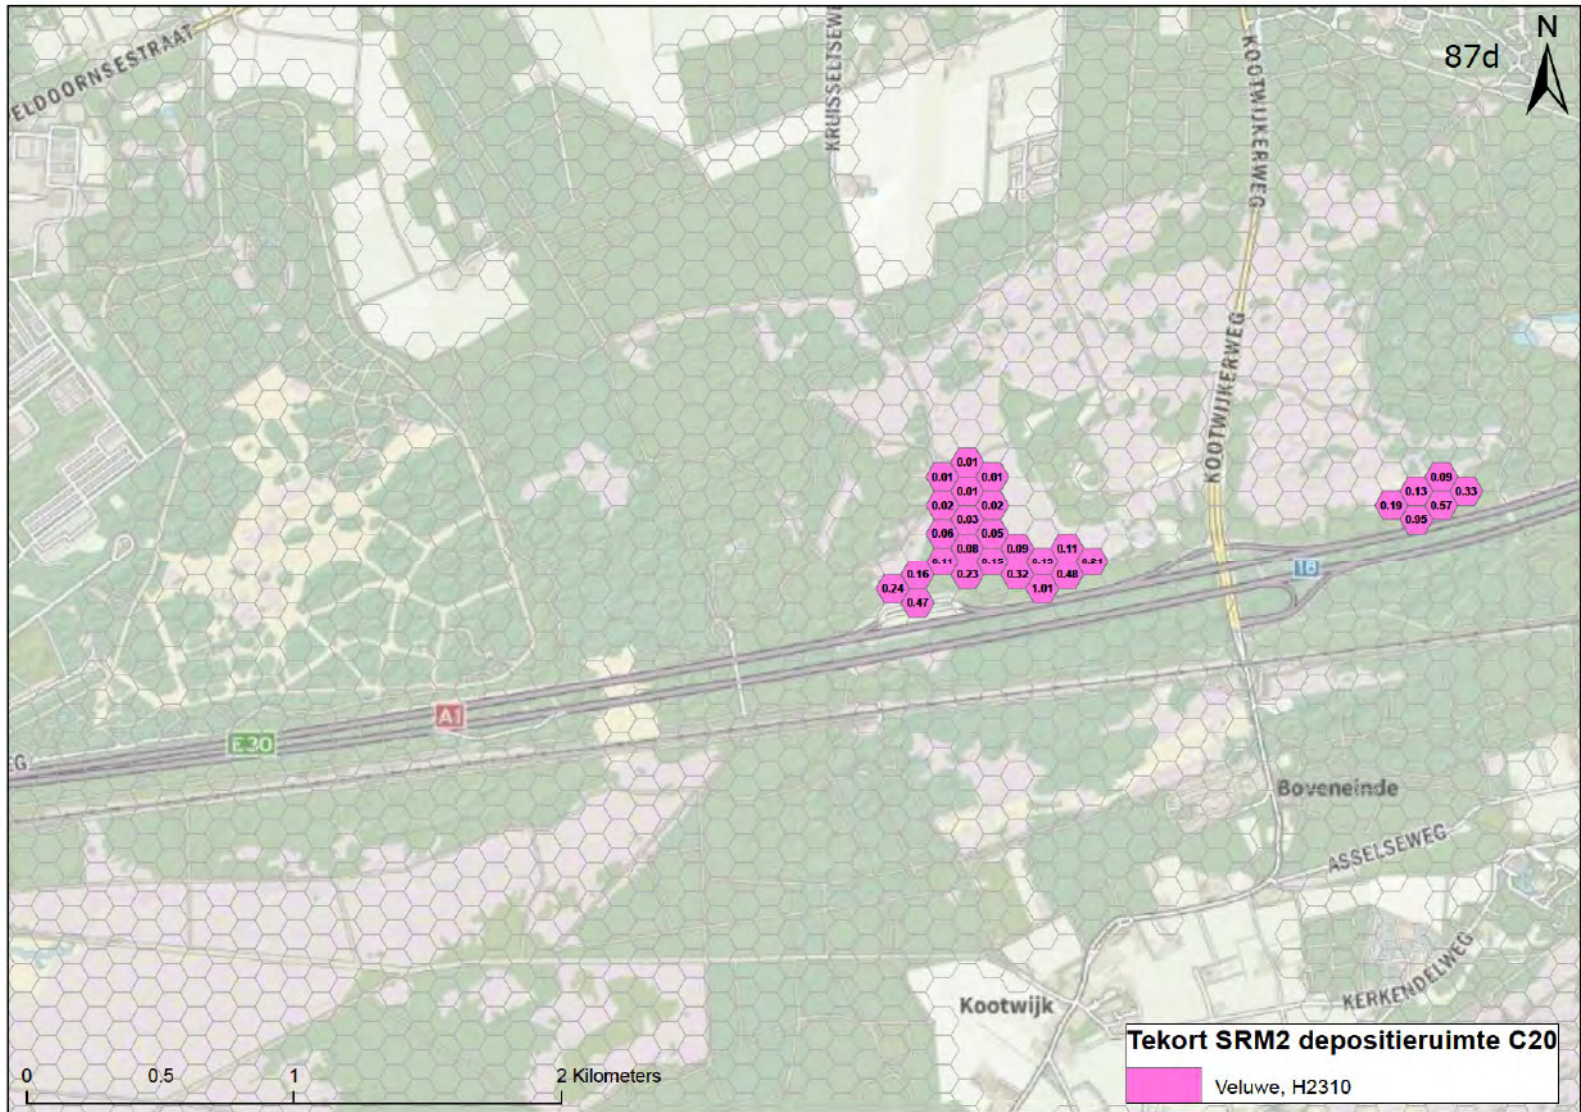 N
87d
ELDOORNSESTRAAT
KRUISSELTSEWE
KOOTWIJKERWEG
KOOTWIJKERWEG
0.01
0.01 0.01
0.01
0.02 0.02
0.03
0.06 0.05
0.08 0.09 0.11
0.11
0.16 0.23 0.32 0.48
0.24 1.01
0.47
0.09
0.13 0.33
0.19 0.57
0.95
18
A1
E30
G
Boveneinde
ASSELSEWEG
KERKENDELWEG
Kootwijk
0 0.5 1 2 Kilometers
Tekort SRM2 depositieruimte C20
Veluwe, H2310